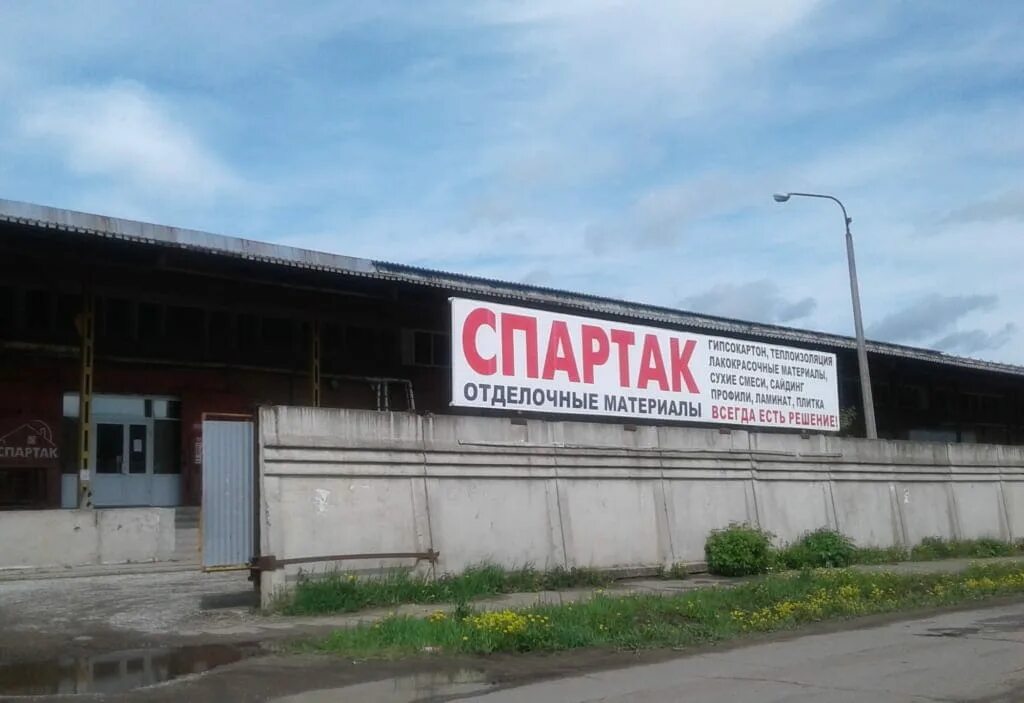 СПАРТАК
ОТДЕЛОЧНЫЕ МАТЕРИАЛЫ
ГИПСОКАРТОН, ТЕПЛОИЗОЛЯЦИЯ
ЛАКОКРАСОЧНЫЕ МАТЕРИАЛЫ,
СУХИЕ СМЕСИ, САЙДИНГ
ПРОФИЛИ, ЛАМИНАТ, ПЛИТКА
ВСЕГДА ЕСТЬ РЕШЕНИЕ!
СПАРТАК